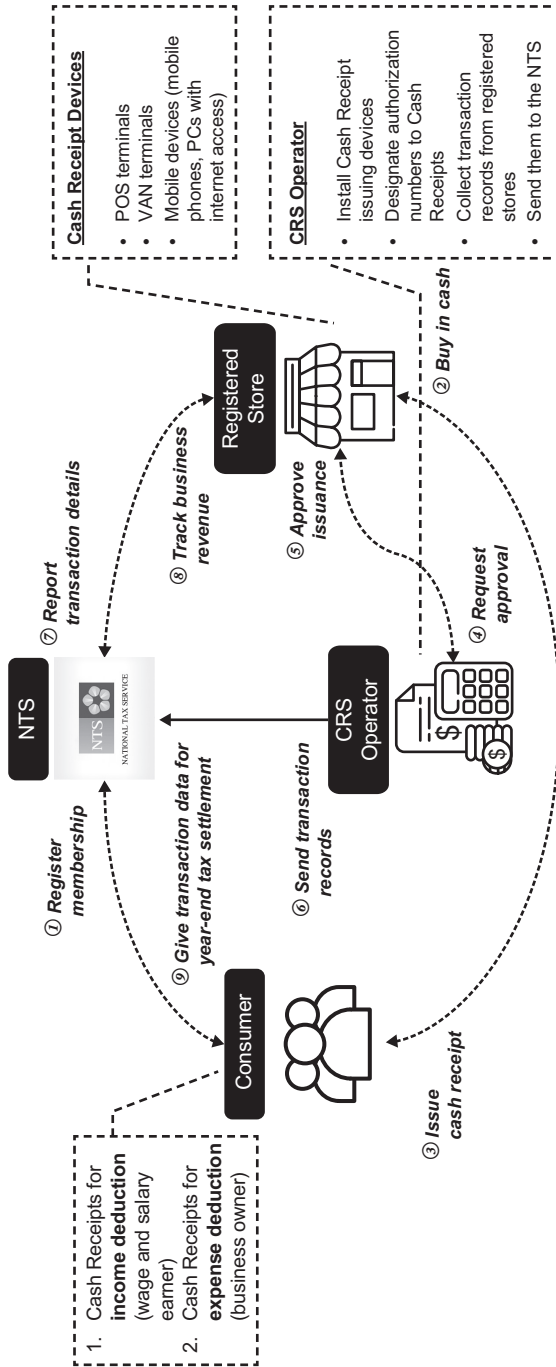 NTS
NTS
NATIONAL TAX SERVICE
① Register
membership
⑦ Report
transaction details
⑨ Give transaction data for
year-end tax settlement
⑧ Track business
revenue
1. Cash Receipts for
income deduction
(wage and salary
earner)
2. Cash Receipts for
expense deduction
(business owner)
Consumer
⑥ Send transaction
records
CRS
Operator
$
$
⑤ Approve
issuance
④ Request
approval
Registered
Store
③ Issue
cash receipt
② Buy in cash
Cash Receipt Devices
• POS terminals
• VAN terminals
• Mobile devices (mobile
phones, PCs with
internet access)
CRS Operator
• Install Cash Receipt
issuing devices
• Designate authorization
numbers to Cash
Receipts
• Collect transaction
records from registered
stores
• Send them to the NTS